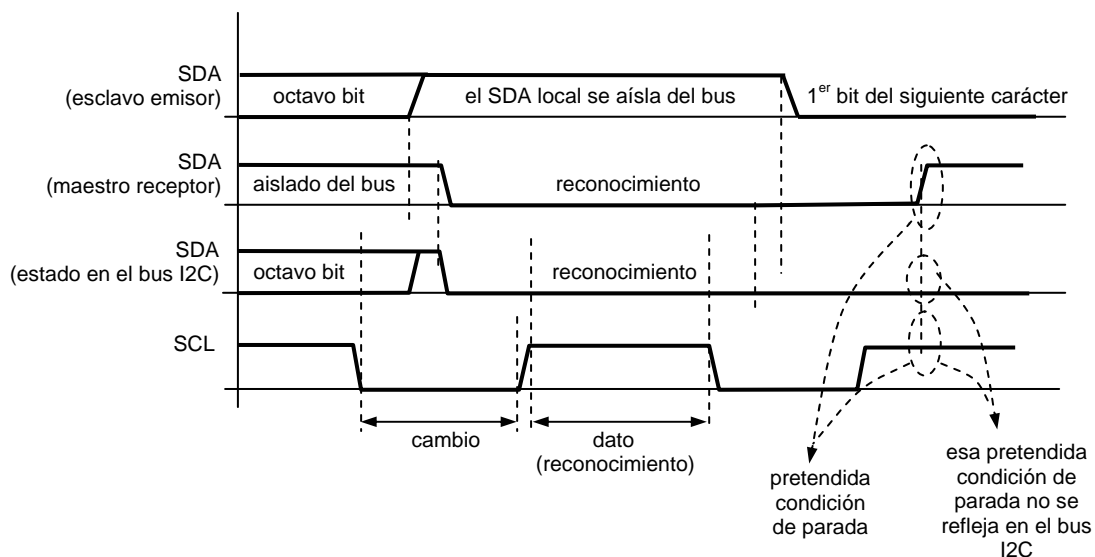 SDA
(esclavo emisor)
octavo bit
el SDA local se aísla del bus
1er bit del siguiente carácter
SDA
(maestro receptor)
aislado del bus
reconocimiento
SDA
(estado en el bus I2C)
octavo bit
reconocimiento
SCL
cambio
dato
(reconocimiento)
pretendida
condición
de parada
esa pretendida
condición de
parada no se
refleja en el bus
I2C